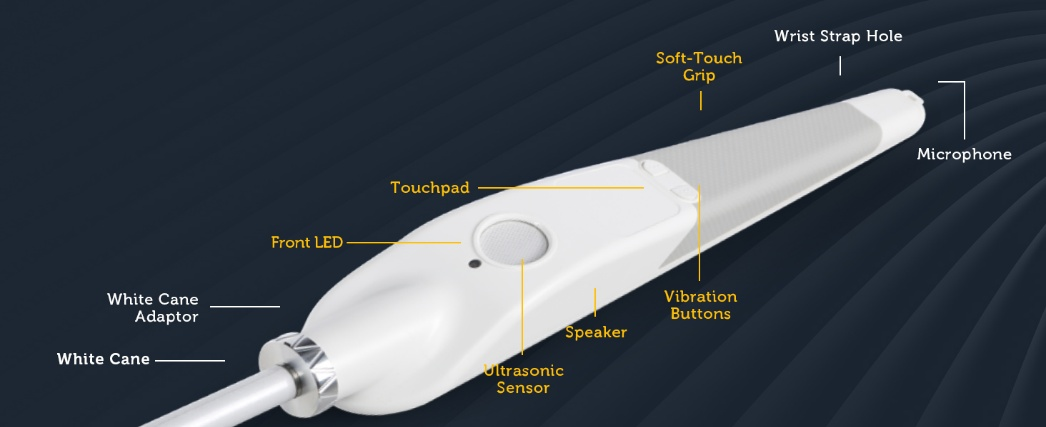 Wrist Strap Hole
Soft-Touch
Grip
Microphone
Touchpad
Front LED
White Cane
Adaptor
Vibration
Buttons
Speaker
White Cane
Ultrasonic
Sensor